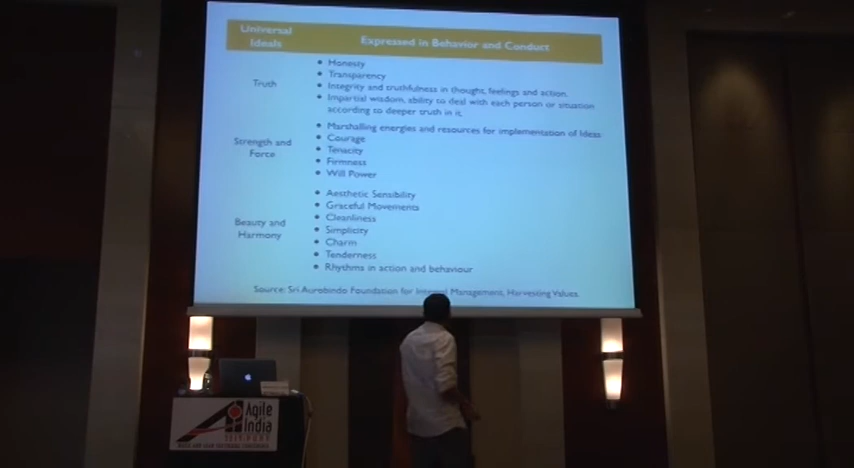 Universal
Ideals
Expressed in Behavior and Conduct
Truth
• Honesty
• Transparency
• Integrity and truthfulness in thought, feelings and action.
• Impartial wisdom, ability to deal with each person or situation
according to deeper truth in it,
Strength and
Force
• Marshalling energies and resources for implementation of Ideas
• Courage
• Tenacity
• Firmness
• Will Power
Beauty and
Harmony
• Aesthetic Sensibility
• Graceful Movements
• Cleanliness
• Simplicity
• Charm
• Tenderness
• Rhythms in action and behaviour
Source: Sri Aurobindo Foundation for Management, Harvesting Values.
Agile
India